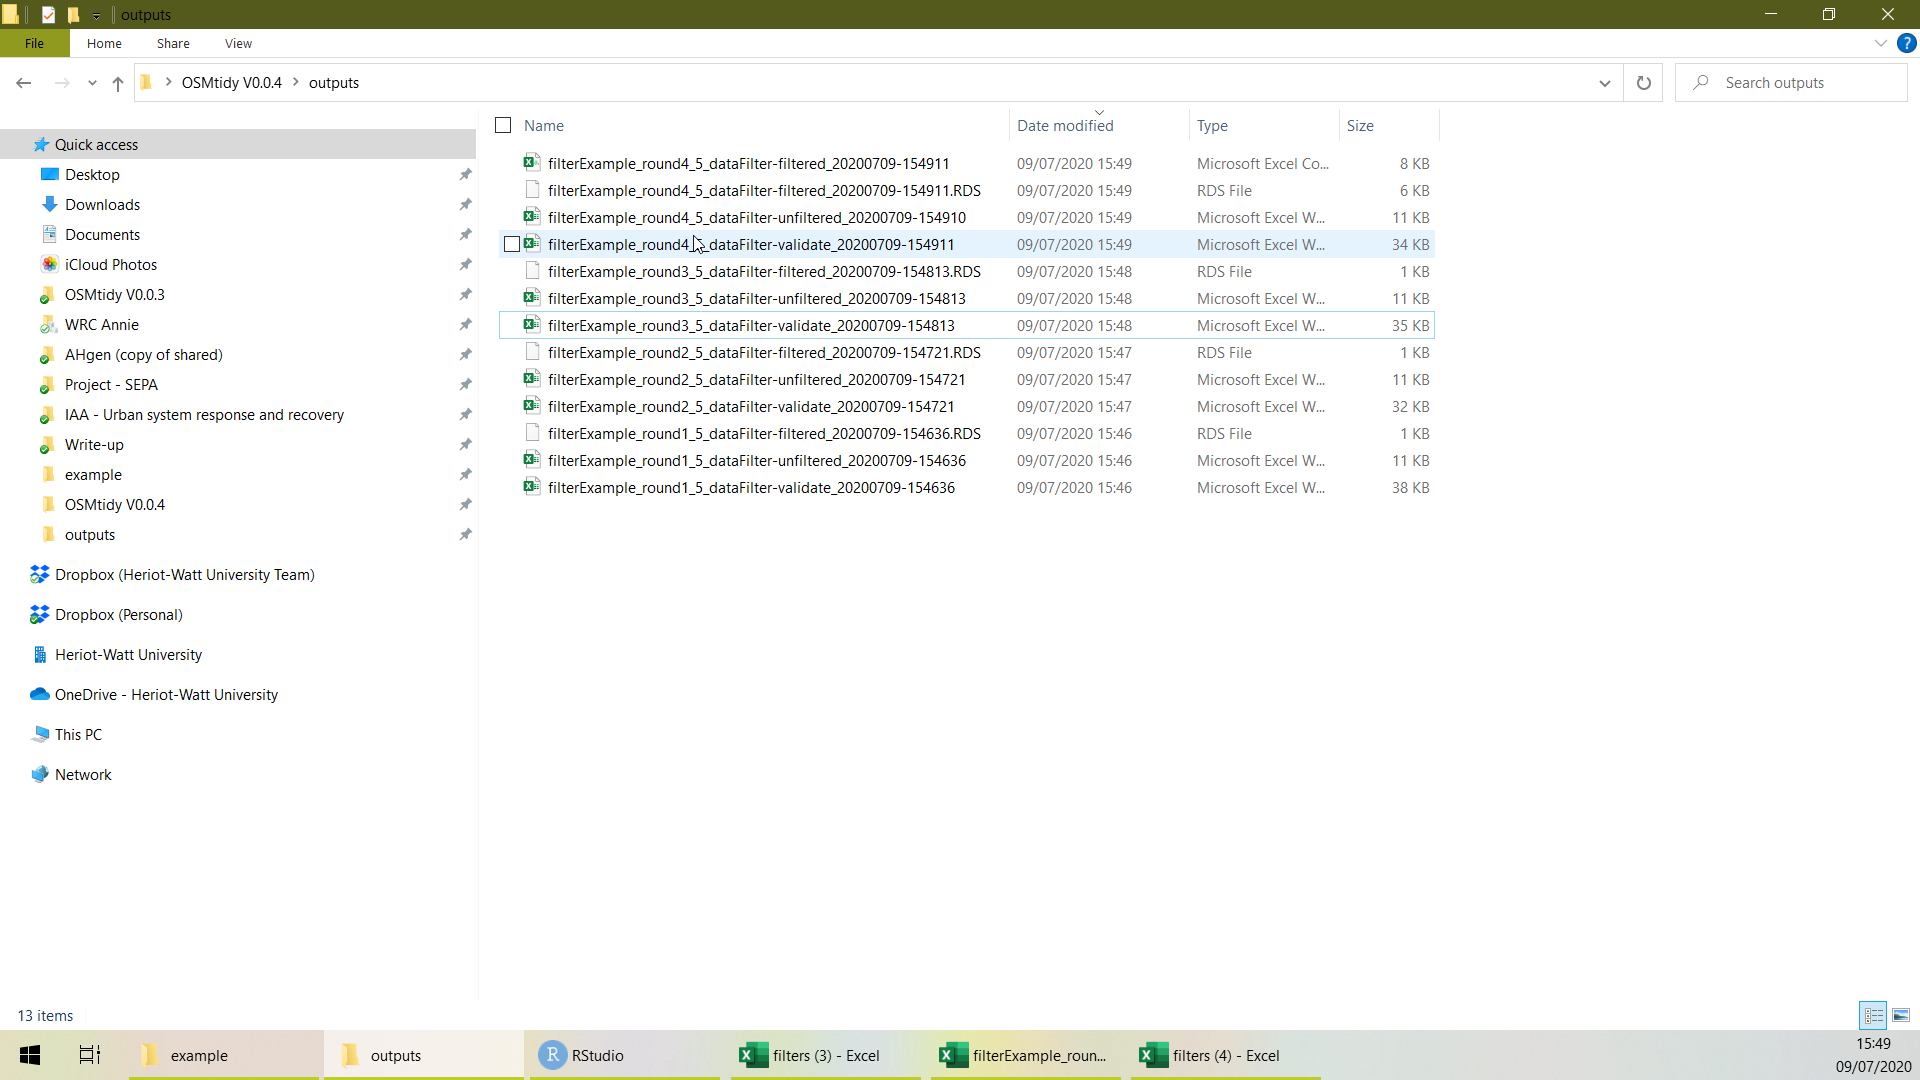 outputs
File Home Share View
OSMtidy V0.0.4 outputs
Search outputs
Name Date modified Type Size
Quick access
Desktop
Downloads
Documents
iCloud Photos
OSMtidy V0.0.3
WRC Annie
AHgen (copy of shared)
Project - SEPA
IAA - Urban system response and recovery
Write-up
example
OSMtidy V0.0.4
outputs
Dropbox (Heriot-Watt University Team)
Dropbox (Personal)
Heriot-Watt University
OneDrive - Heriot-Watt University
This PC
Network
filterExample_round4_5_dataFilter-filtered_20200709-154911 09/07/2020 15:49 Microsoft Excel Co... 8 KB
filterExample_round4_5_dataFilter-filtered_20200709-154911.RDS 09/07/2020 15:49 RDS File 6 KB
filterExample_round4_5_dataFilter-unfiltered_20200709-154910 09/07/2020 15:49 Microsoft Excel W... 11 KB
filterExample_round4_5_dataFilter-validate_20200709-154911 09/07/2020 15:49 Microsoft Excel W... 34 KB
filterExample_round3_5_dataFilter-filtered_20200709-154813.RDS 09/07/2020 15:48 RDS File 1 KB
filterExample_round3_5_dataFilter-unfiltered_20200709-154813 09/07/2020 15:48 Microsoft Excel W... 11 KB
filterExample_round3_5_dataFilter-validate_20200709-154813 09/07/2020 15:48 Microsoft Excel W... 35 KB
filterExample_round2_5_dataFilter-filtered_20200709-154721.RDS 09/07/2020 15:47 RDS File 1 KB
filterExample_round2_5_dataFilter-unfiltered_20200709-154721 09/07/2020 15:47 Microsoft Excel W... 11 KB
filterExample_round2_5_dataFilter-validate_20200709-154721 09/07/2020 15:47 Microsoft Excel W... 32 KB
filterExample_round1_5_dataFilter-filtered_20200709-154636.RDS 09/07/2020 15:46 RDS File 1 KB
filterExample_round1_5_dataFilter-unfiltered_20200709-154636 09/07/2020 15:46 Microsoft Excel W... 11 KB
filterExample_round1_5_dataFilter-validate_20200709-154636 09/07/2020 15:46 Microsoft Excel W... 38 KB
13 items
example outputs RStudio filters (3) - Excel filterExample_roun... filters (4) - Excel
15:49
09/07/2020